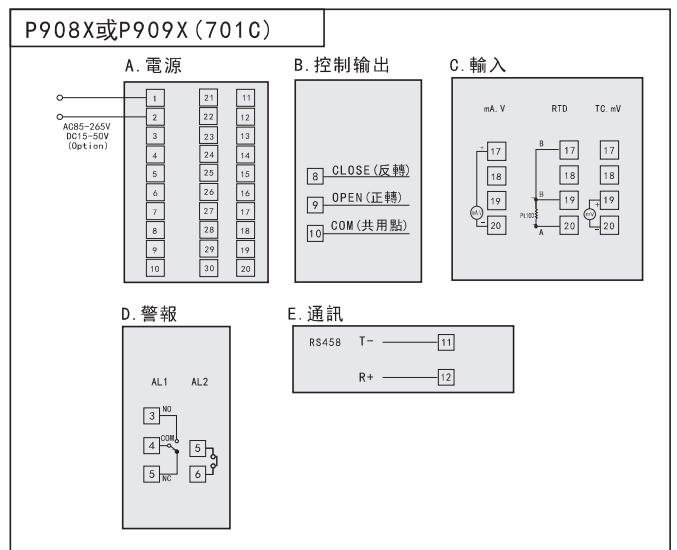 P908X或P909X(701C)
A.電源
1 21 11
2 22 12
3 23 13
4 24 14
5 25 15
6 26 16
7 27 17
8 28 18
9 29 19
10 30 20
AC85-265V
DC15-50V
(Option)
B.控制输出
8 CLOSE(反轉)
9 OPEN(正轉)
10 COM(共用點)
C.輸入
mA.V RTD TC.mV
+ 17 B 17 17
18 18 18
mA.V 19 B 19 + 19
Pt100 mV
- 20 A 20 - 20
D.警報
AL1 AL2
3 NO
4 COM 5
5 NC 6
E.通訊
RS458 T- 11
R+ 12